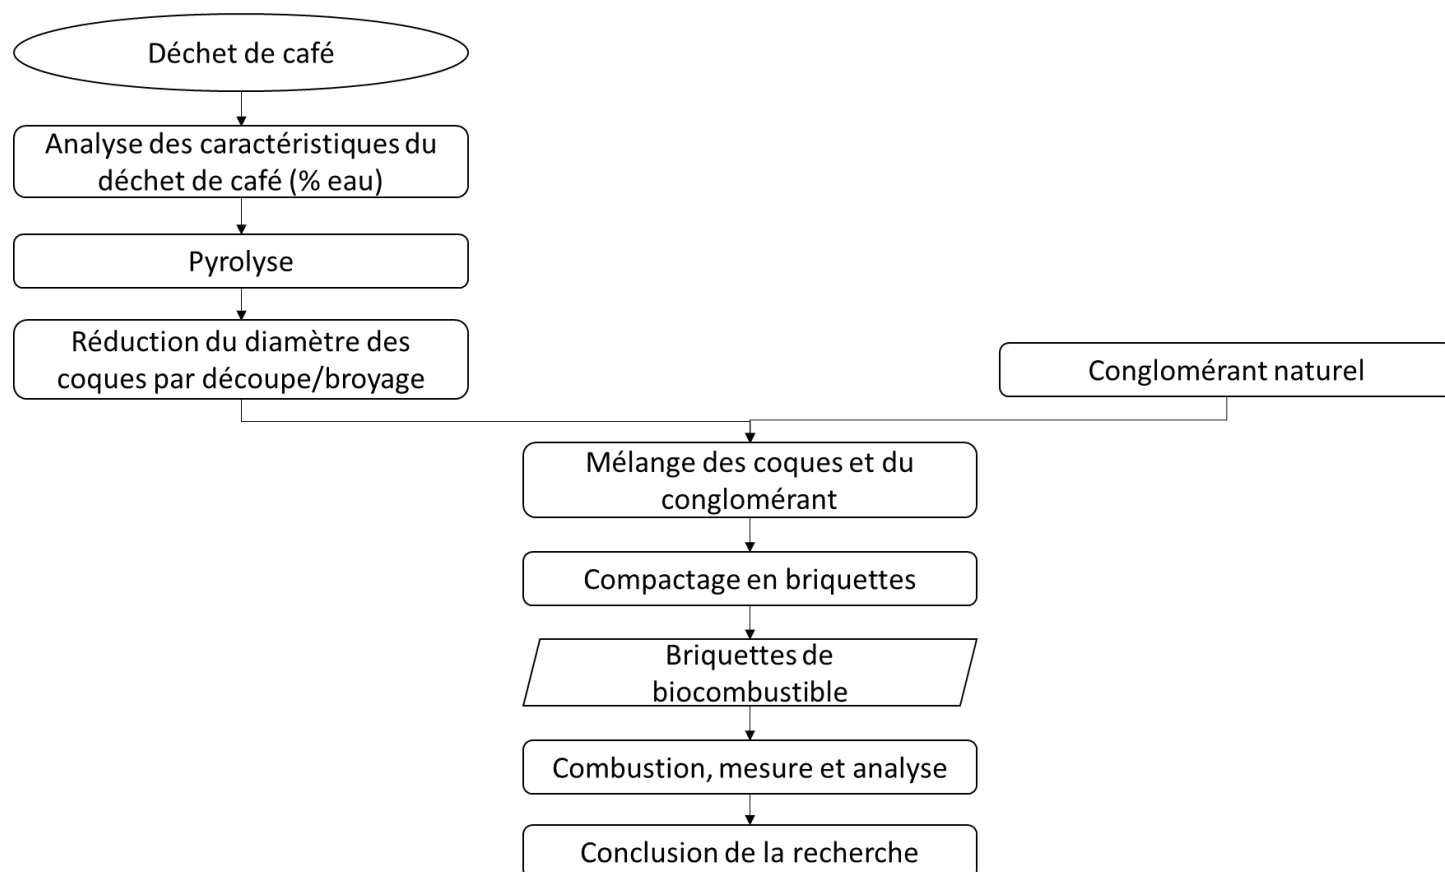 Déchet de café
Analyse des caractéristiques du
déchet de café (% eau)
Pyrolyse
Réduction du diamètre des
coques par découpe/broyage
Conglomérant naturel
Mélange des coques et du
conglomérant
Compactage en briquettes
Briquettes de
biocombustible
Combustion, mesure et analyse
Conclusion de la recherche